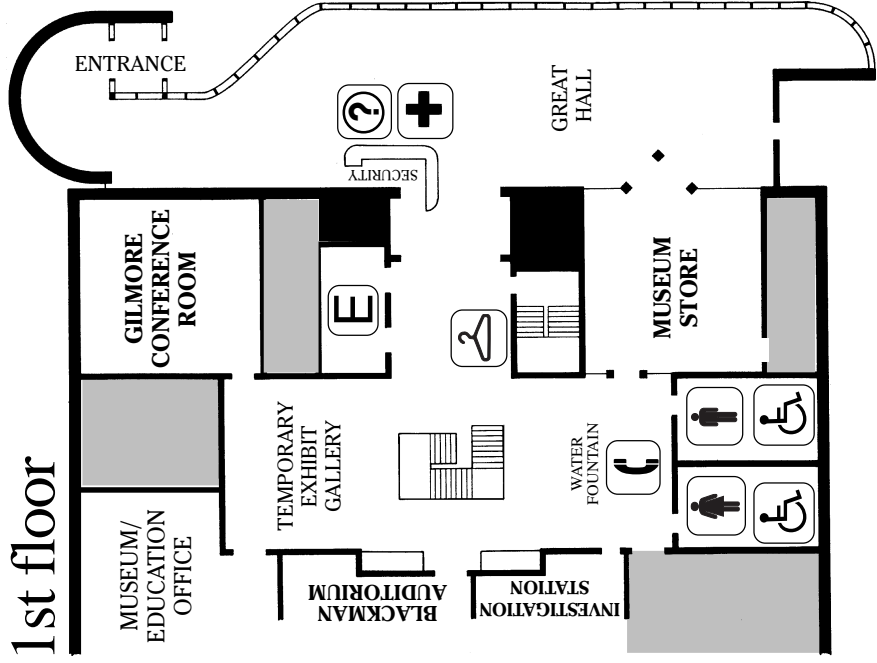 ENTRANCE
GREAT
HALL
?
SECURITY
GILMORE
CONFERENCE
ROOM
E
MUSEUM
STORE
TEMPORARY
EXHIBIT
GALLERY
WATER
FOUNTAIN
1st floor
MUSEUM/
EDUCATION
OFFICE
BLACKMAN
AUDITORIUM
INVESTIGATION
STATION